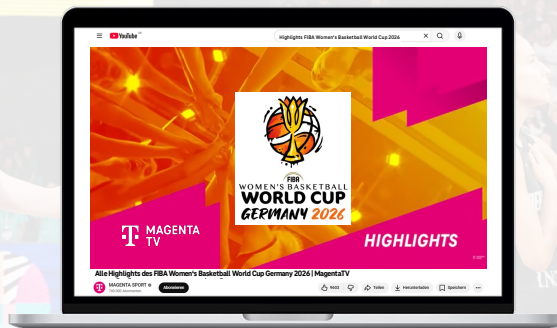 YouTube
Highlights FIBA Women's Basketball World Cup 2026
FIBA
WOMEN'S BASKETBALL
WORLD CUP
GERMANY 2026
MAGENTA
TV
HIGHLIGHTS
Alle Highlights des FIBA Women's Basketball World Cup Germany 2026 | MagentaTV
MAGENTA SPORT
Abonnieren
9603
Teilen
Herunterladen
Speichern